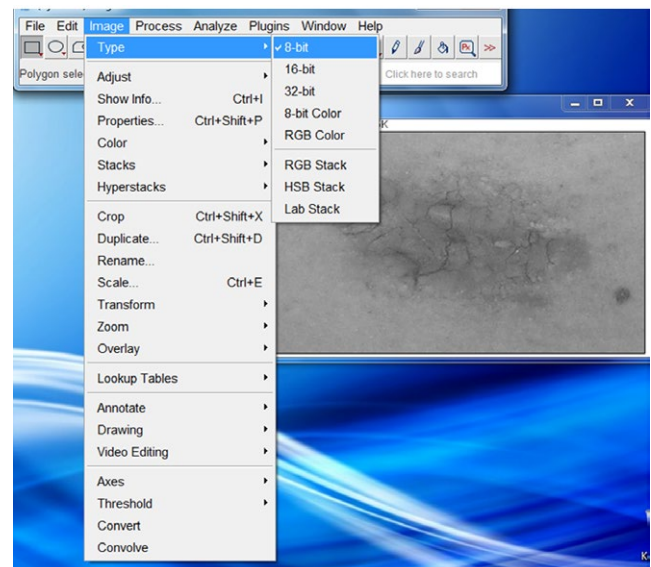 File Edit Image Process Analyze Plugins Window Help
Polygon sele
Click here to search
Type
Adjust
Show Info... Ctrl+I
Properties... Ctrl+Shift+P
Color
Stacks
Hyperstacks
Crop Ctrl+Shift+X
Duplicate... Ctrl+Shift+D
Rename...
Scale... Ctrl+E
Transform
Zoom
Overlay
Lookup Tables
Annotate
Drawing
Video Editing
Axes
Threshold
Convert
Convolve
8-bit
16-bit
32-bit
8-bit Color
RGB Color
RGB Stack
HSB Stack
Lab Stack